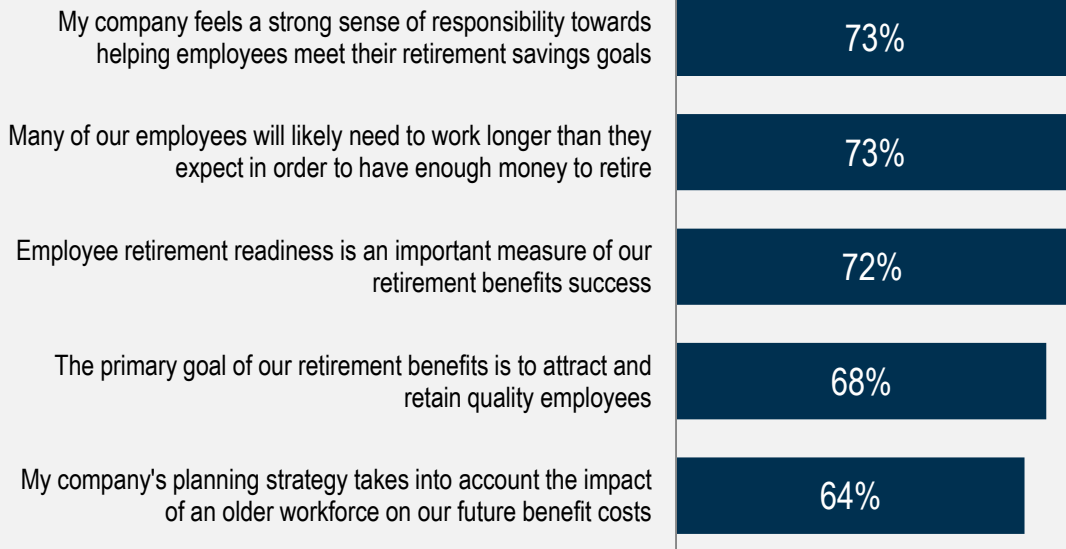 My company feels a strong sense of responsibility towards
helping employees meet their retirement savings goals
73%
Many of our employees will likely need to work longer than they
expect in order to have enough money to retire
73%
Employee retirement readiness is an important measure of our
retirement benefits success
72%
The primary goal of our retirement benefits is to attract and
retain quality employees
68%
My company's planning strategy takes into account the impact
of an older workforce on our future benefit costs
64%